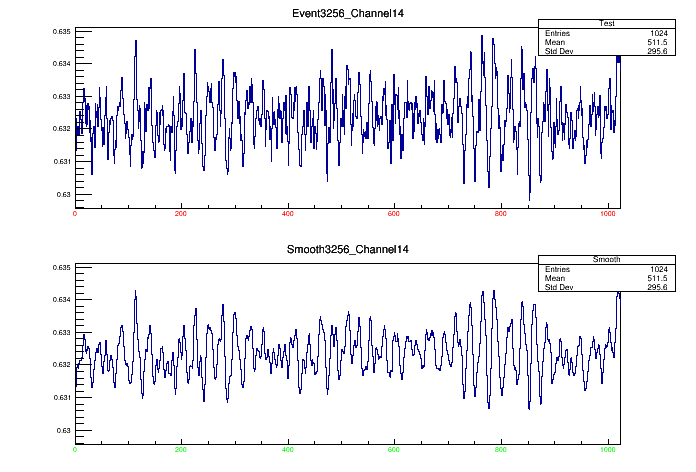 Event3256_Channel14
Test
Entries 1024
Mean 511.5
Std Dev 295.6
0.635
0.634
0.633
0.632
0.631
0.63
0 200 400 600 800 1000
Smooth3256_Channel14
Smooth
Entries 1024
Mean 511.5
Std Dev 295.6
0.635
0.634
0.633
0.632
0.631
0.63
0 200 400 600 800 1000